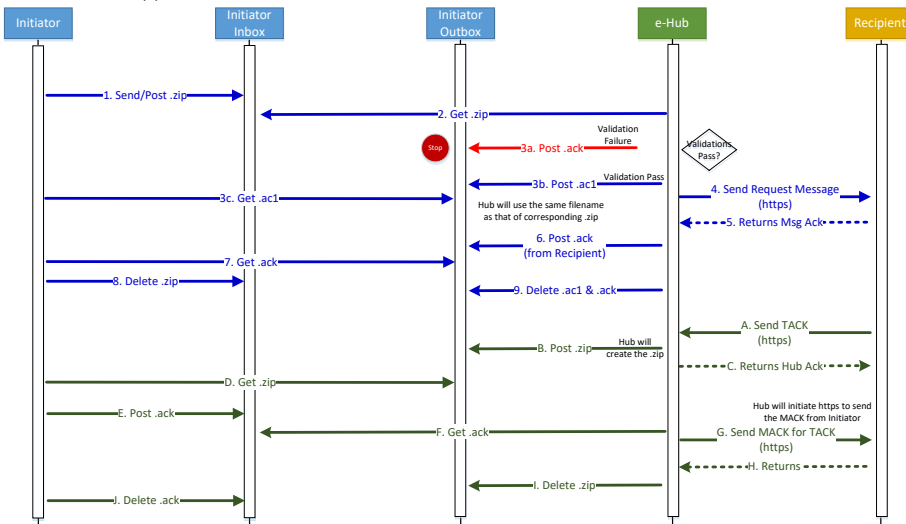 Initiator
Initiator
Inbox
Initiator
Outbox
e-Hub
Recipient
1. Send/Post .zip
2. Get .zip
Stop
3a. Post .ack
Validation
Failure
Validations
Pass?
3b. Post .ac1
Validation Pass
3c. Get .ac1
4. Send Request Message
(https)
Hub will use the same filename
as that of corresponding .zip
5. Returns Msg Ack
6. Post .ack
(from Recipient)
7. Get .ack
8. Delete .zip
9. Delete .ac1 & .ack
A. Send TACK
(https)
B. Post .zip
Hub will
create the .zip
C. Returns Hub Ack
D. Get .zip
E. Post .ack
Hub will initiate https to send
the MACK from Initiator
F. Get .ack
G. Send MACK for TACK
(https)
H. Returns
I. Delete .zip
J. Delete .ack